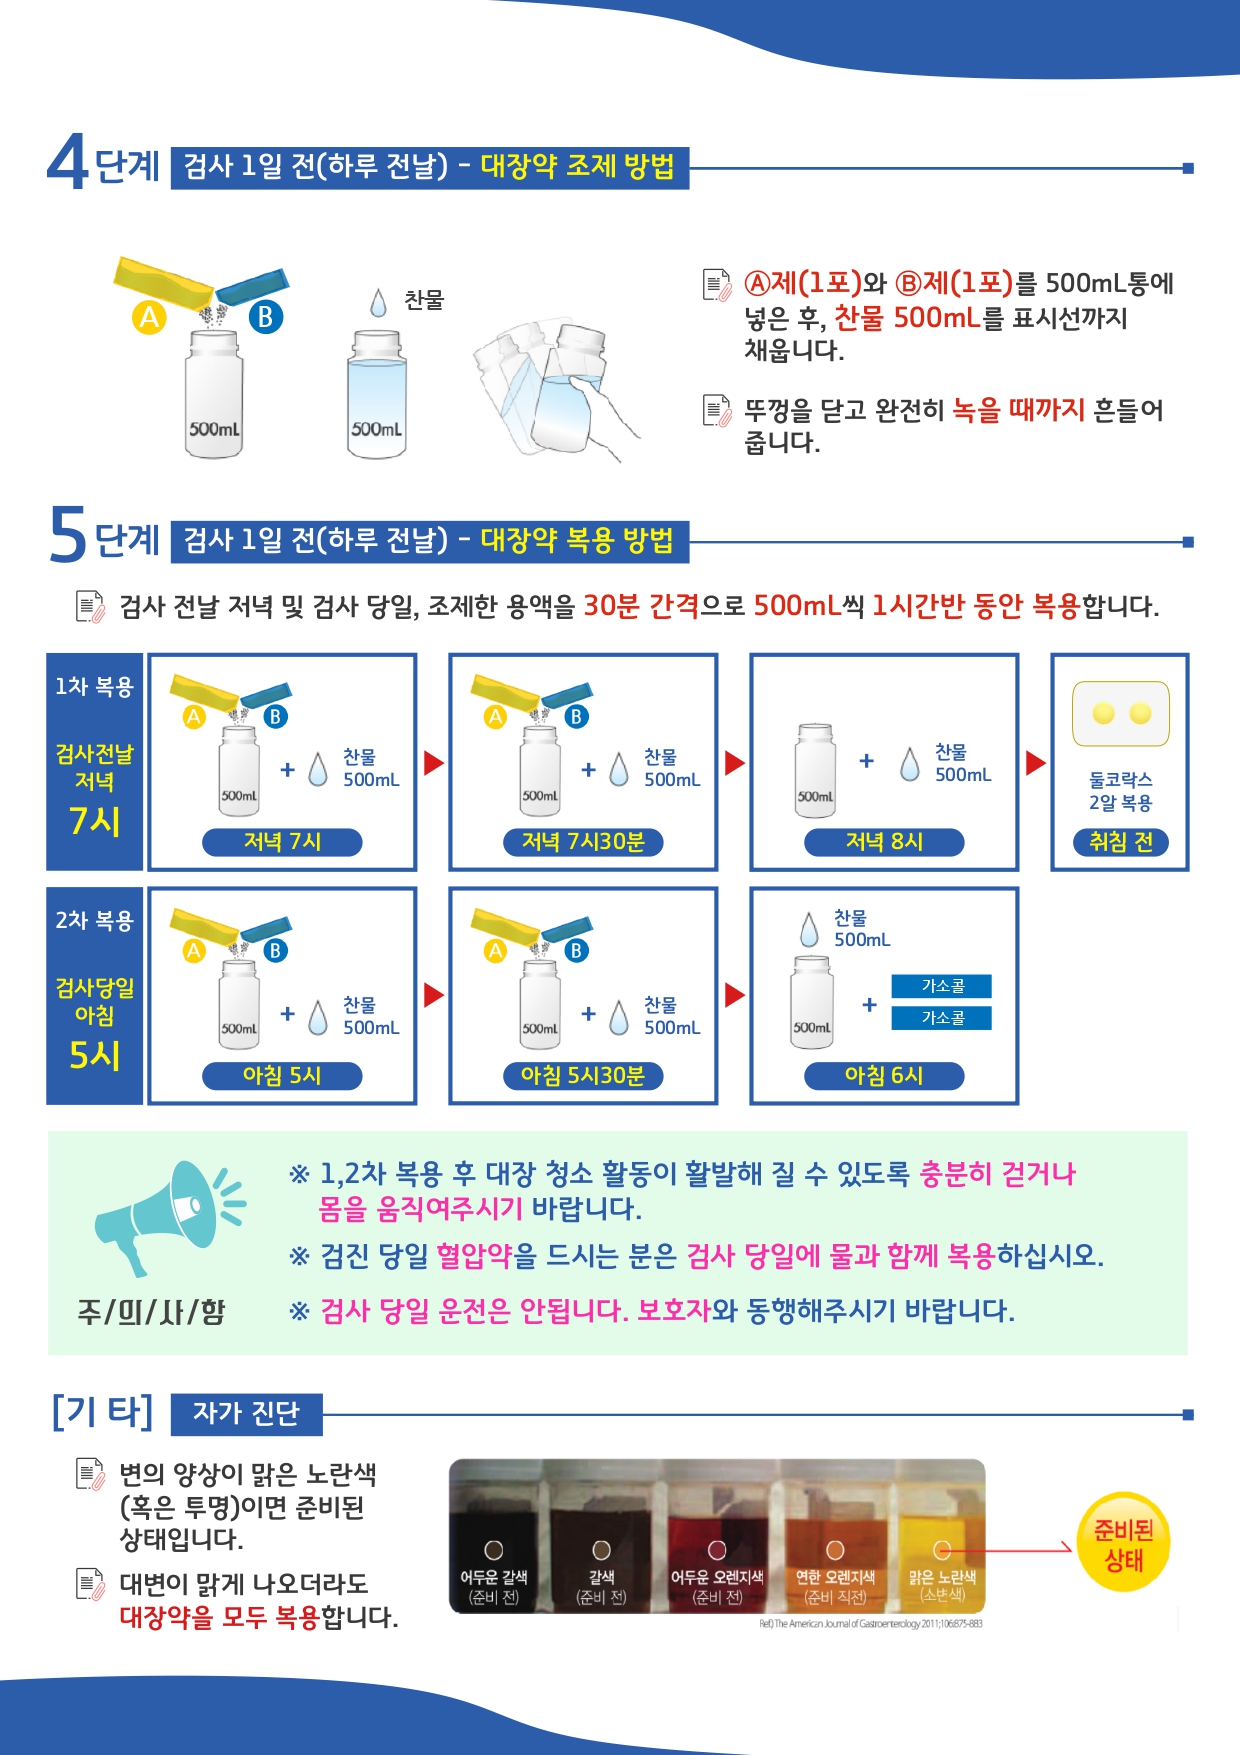 4단계 검사 1일 전(하루 전날) - 대장약 조제 방법
A B
500mL
찬물
500mL
Ⓐ제(1포)와 Ⓑ제(1포)를 500mL통에
넣은 후, 찬물 500mL를 표시선까지
채웁니다.
뚜껑을 닫고 완전히 녹을 때까지 흔들어
줍니다.
5단계 검사 1일 전(하루 전날) - 대장약 복용 방법
검사 전날 저녁 및 검사 당일, 조제한 용액을 30분 간격으로 500mL씩 1시간반 동안 복용합니다.
1차 복용
검사전날
저녁
7시
A B
500mL
+
찬물
500mL
저녁 7시
A B
500mL
+
찬물
500mL
저녁 7시30분
500mL
+
찬물
500mL
저녁 8시
둘코락스
2알 복용
취침 전
2차 복용
검사당일
아침
5시
A B
500mL
+
찬물
500mL
아침 5시
A B
500mL
+
찬물
500mL
아침 5시30분
찬물
500mL
500mL
+
가소콜
가소콜
아침 6시
주/의/사/항
※ 1,2차 복용 후 대장 청소 활동이 활발해 질 수 있도록 충분히 걷거나
몸을 움직여주시기 바랍니다.
※ 검진 당일 혈압약을 드시는 분은 검사 당일에 물과 함께 복용하십시오.
※ 검사 당일 운전은 안됩니다. 보호자와 동행해주시기 바랍니다.
[기 타] 자가 진단
변의 양상이 맑은 노란색
(혹은 투명)이면 준비된
상태입니다.
대변이 맑게 나오더라도
대장약을 모두 복용합니다.
어두운 갈색
(준비 전)
갈색
(준비 전)
어두운 오렌지색
(준비 전)
연한 오렌지색
(준비 직전)
맑은 노란색
(소변색)
준비된
상태
Ref) The American Journal of Gastroenterology 2011;106:875-883